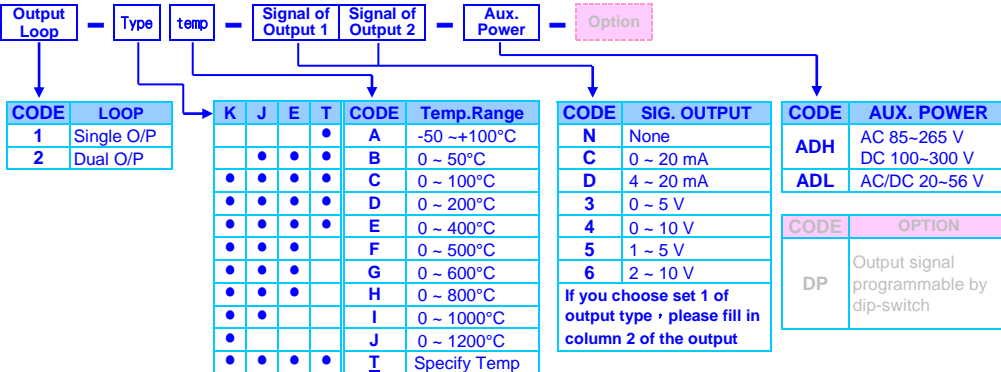 Output Loop — Type temp — Signal of Output 1 Signal of Output 2 — Aux. Power — Option
CODE LOOP
1 Single O/P
2 Dual O/P
K J E T CODE Temp.Range
● A -50 ~+100°C
● ● ● B 0 ~ 50°C
● ● ● ● C 0 ~ 100°C
● ● ● ● D 0 ~ 200°C
● ● ● ● E 0 ~ 400°C
● ● ● F 0 ~ 500°C
● ● ● G 0 ~ 600°C
● ● ● H 0 ~ 800°C
● ● I 0 ~ 1000°C
● J 0 ~ 1200°C
● ● ● ● T Specify Temp
CODE SIG. OUTPUT
N None
C 0 ~ 20 mA
D 4 ~ 20 mA
3 0 ~ 5 V
4 0 ~ 10 V
5 1 ~ 5 V
6 2 ~ 10 V
If you choose set 1 of
output type，please fill in
column 2 of the output
CODE AUX. POWER
ADH AC 85~265 V
DC 100~300 V
ADL AC/DC 20~56 V
CODE OPTION
DP Output signal
programmable by
dip-switch